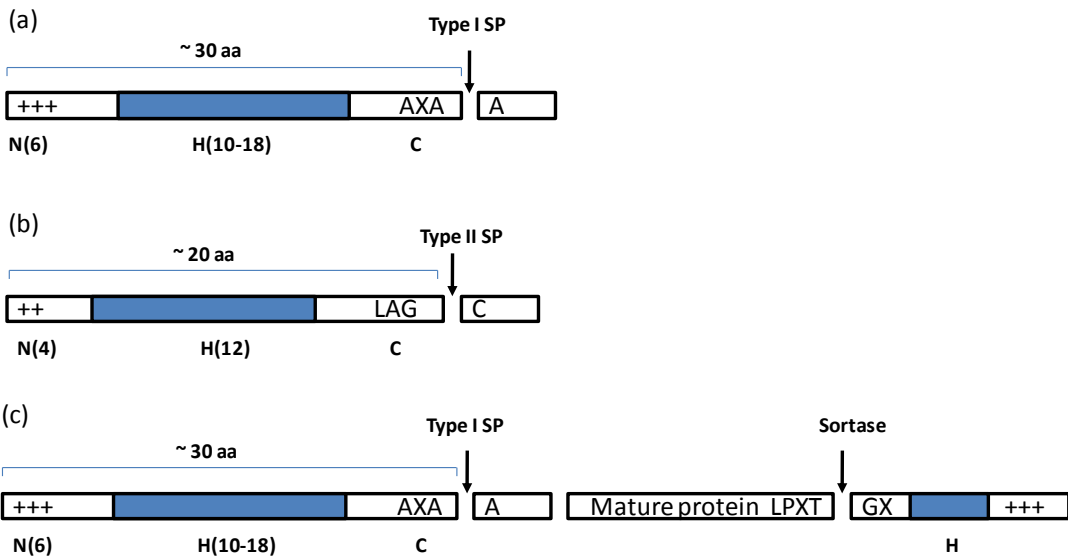 (a)
Type I SP
~ 30 aa
+++ AXA A
N(6) H(10-18) C
(b)
Type II SP
~ 20 aa
++ LAG C
N(4) H(12) C
(c)
Type I SP Sortase
~ 30 aa
+++ AXA A Mature protein LPXT GX +++
N(6) H(10-18) C H